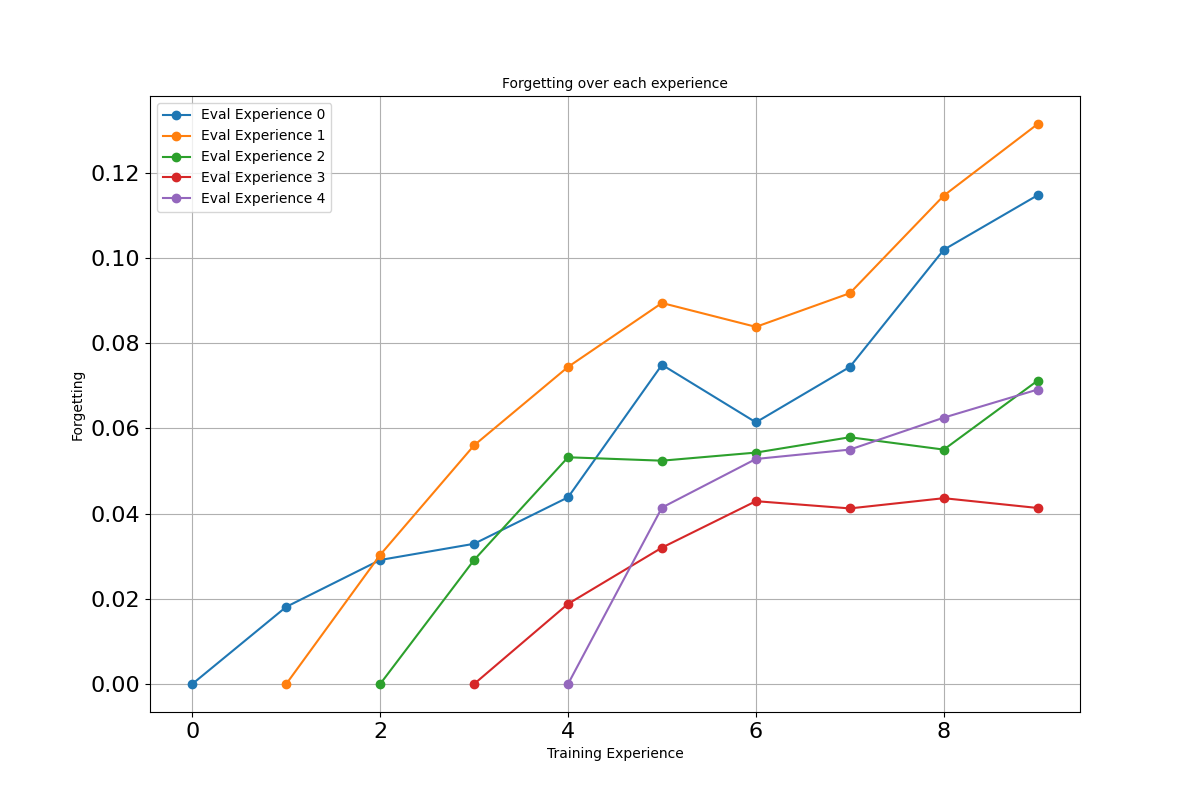 Forgetting over each experience
Eval Experience 0
Eval Experience 1
Eval Experience 2
Eval Experience 3
Eval Experience 4
0.12
0.10
0.08
0.06
0.04
0.02
0.00
Forgetting
0 2 4 6 8
Training Experience